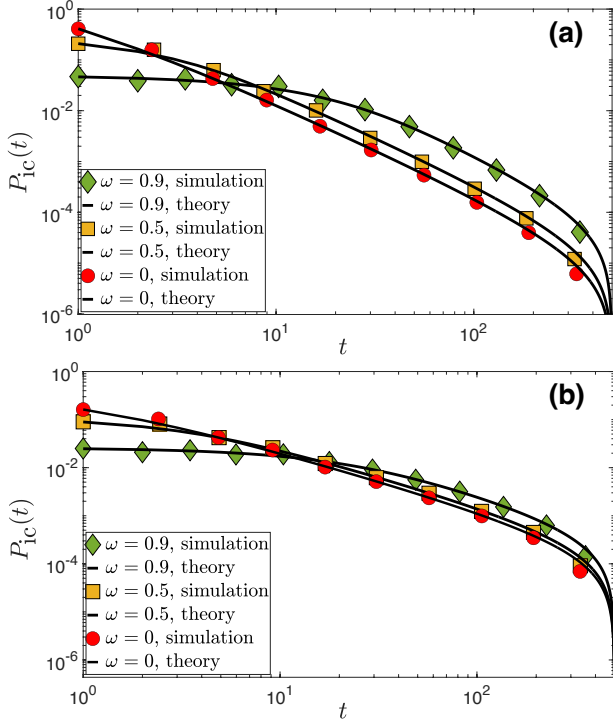 (a)
10^0
10^-2
10^-4
10^-6
P_ic(t)
ω = 0.9, simulation
ω = 0.9, theory
ω = 0.5, simulation
ω = 0.5, theory
ω = 0, simulation
ω = 0, theory
10^0 10^1 10^2
t
(b)
10^0
10^-2
10^-4
10^-6
P_ic(t)
ω = 0.9, simulation
ω = 0.9, theory
ω = 0.5, simulation
ω = 0.5, theory
ω = 0, simulation
ω = 0, theory
10^0 10^1 10^2
t